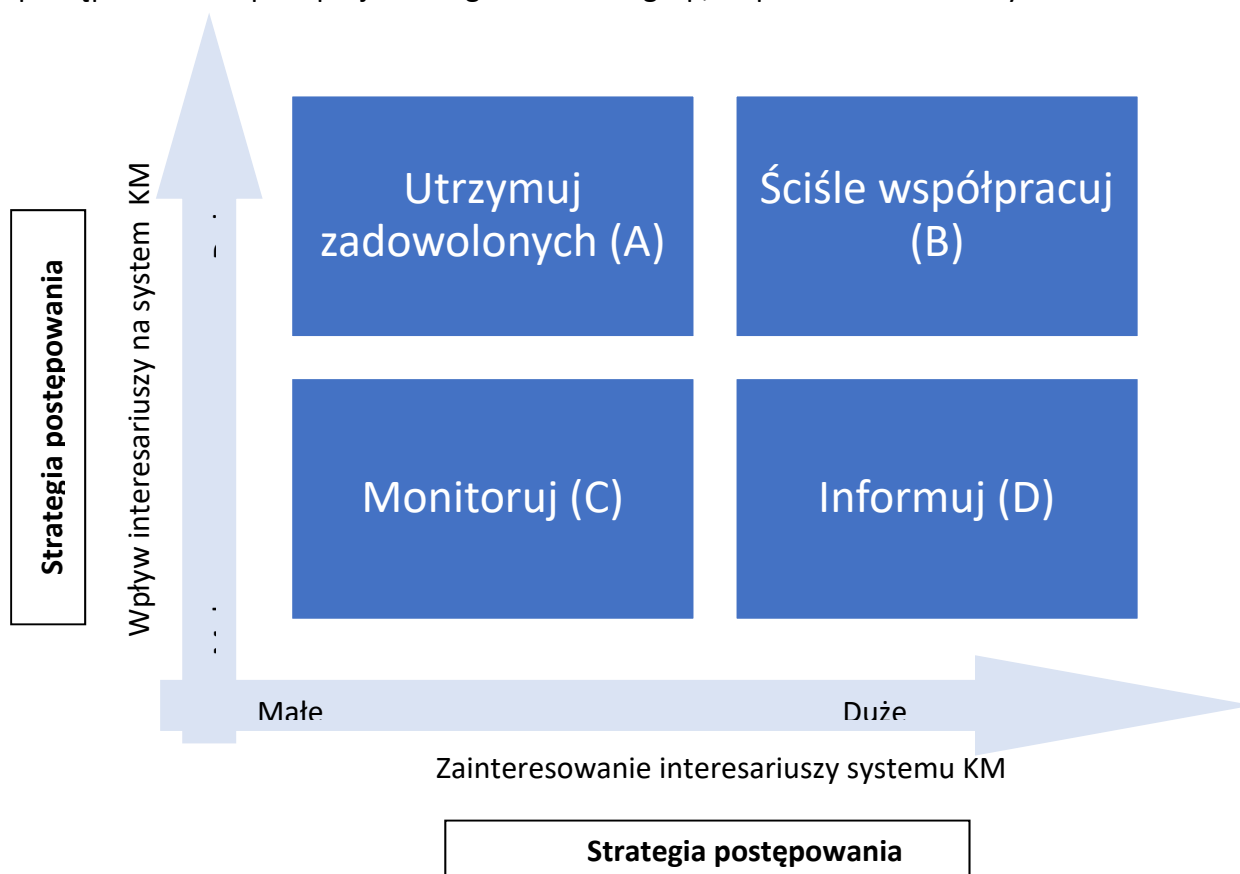 Utrzymuj
zadowolonych (A)
Ściśle współpracuj
(B)
Monitoruj (C)
Informuj (D)
Strategia postępowania
Wpływ interesariuszy na system KM
Małe
Duże
Zainteresowanie interesariuszy systemu KM
Strategia postępowania